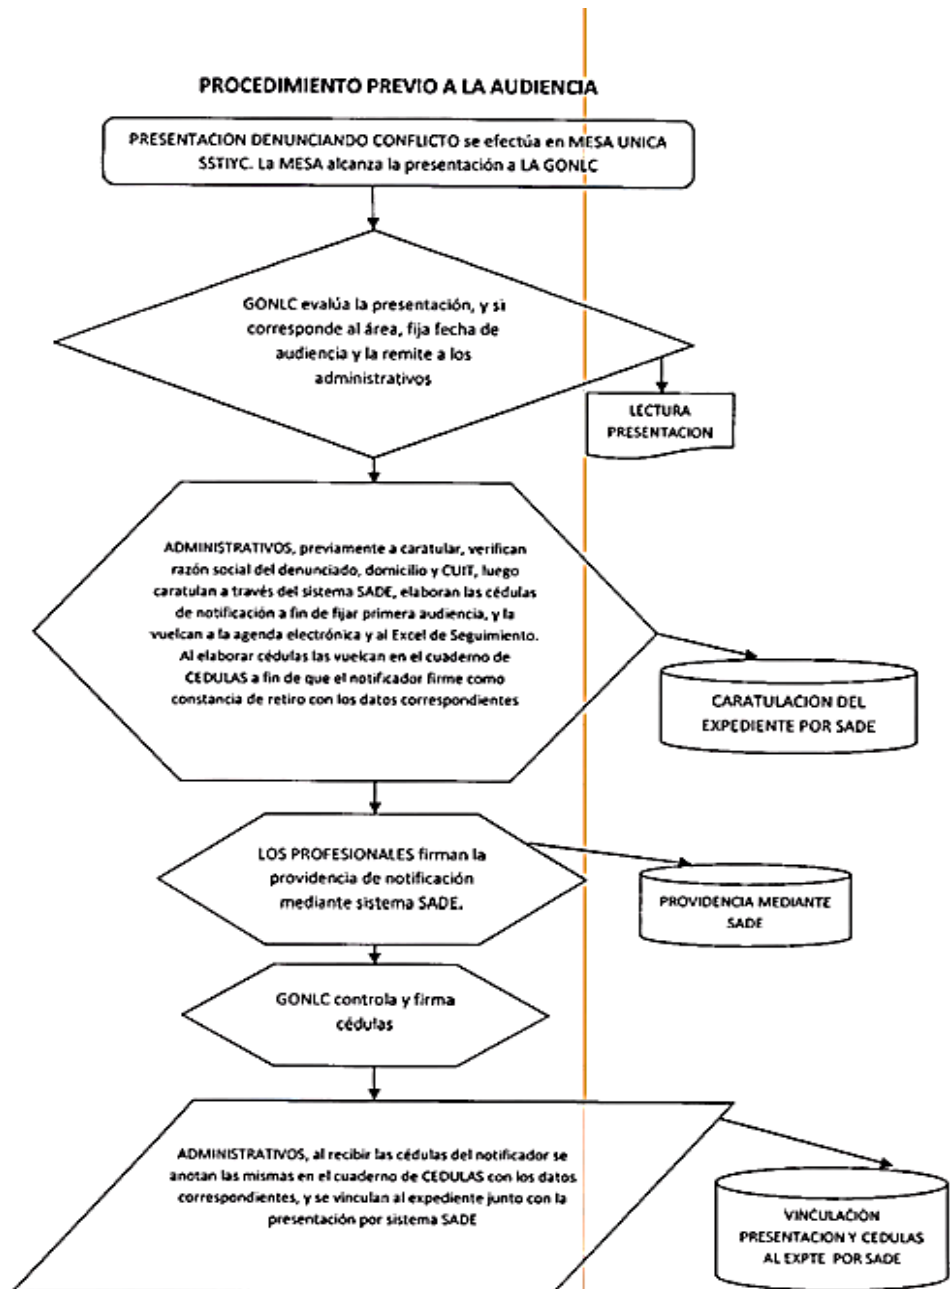 PROCEDIMIENTO PREVIO A LA AUDIENCIA
PRESENTACION DENUNCIANDO CONFLICTO se efectúa en MESA UNICA
SSTIYC. La MESA alcanza la presentación a LA GONLC
GONLC evalúa la presentación, y si
corresponde al área, fija fecha de
audiencia y la remite a los
administrativos
LECTURA
PRESENTACION
ADMINISTRATIVOS, previamente a caratular, verifican
razón social del denunciado, domicilio y CUIT, luego
caratulan a través del sistema SADE, elaboran las cédulas
de notificación a fin de fijar primera audiencia, y la
vuelcan a la agenda electrónica y al Excel de Seguimiento.
Al elaborar cédulas las vuelcan en el cuaderno de
CEDULAS a fin de que el notificador firme como
constancia de retiro con los datos correspondientes
CARATULACION DEL
EXPEDIENTE POR SADE
LOS PROFESIONALES firman la
providencia de notificación
mediante sistema SADE.
PROVIDENCIA MEDIANTE
SADE
GONLC controla y firma
cédulas
ADMINISTRATIVOS, al recibir las cédulas del notificador se
anotan las mismas en el cuaderno de CEDULAS con los datos
correspondientes, y se vinculan al expediente junto con la
presentación por sistema SADE
VINCULACION
PRESENTACION Y CEDULAS
AL EXPTE POR SADE